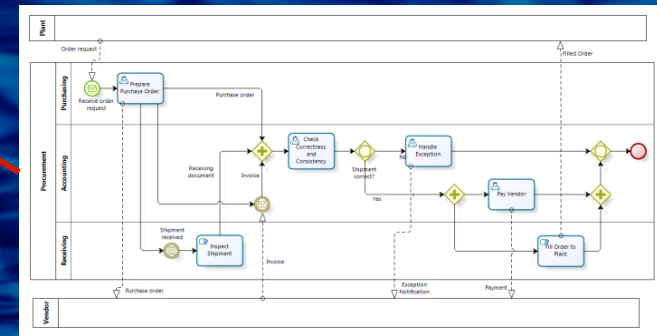 Plant
Order request
Filled Order
Procurement
Purchasing
Receive order
request
Prepare
Purchase Order
Purchase order
Accounting
Receiving
document
Invoice
Check
Correctness
and
Consistency
Shipment
correct?
No
Handle
Exception
Yes
Pay Vendor
Receiving
Shipment
received
Inspect
Shipment
Invoice
Fill Order to
Plant
Purchase order
Exception
Notification
Payment
Vendor